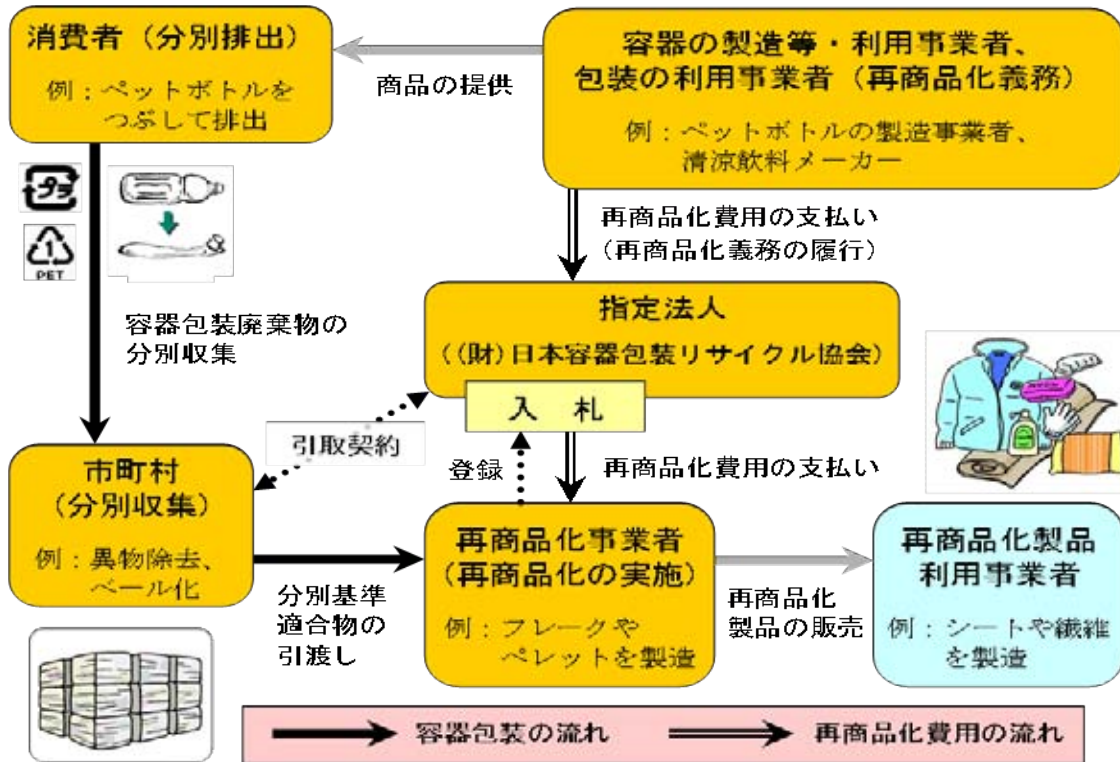 消費者（分別排出）
例：ペットボトルを
つぶして排出
商品の提供
容器の製造等・利用事業者、
包装の利用事業者（再商品化義務）
例：ペットボトルの製造事業者、
清涼飲料メーカー
プラ
1
PET
容器包装廃棄物の
分別収集
再商品化費用の支払い
（再商品化義務の履行）
指定法人
（（財）日本容器包装リサイクル協会）
入 札
引取契約
登録
再商品化費用の支払い
市町村
（分別収集）
例：異物除去、
ベール化
分別基準
適合物の
引渡し
再商品化事業者
（再商品化の実施）
例：フレークや
ペレットを製造
再商品化
製品の販売
再商品化製品
利用事業者
例：シートや繊維
を製造
容器包装の流れ
再商品化費用の流れ